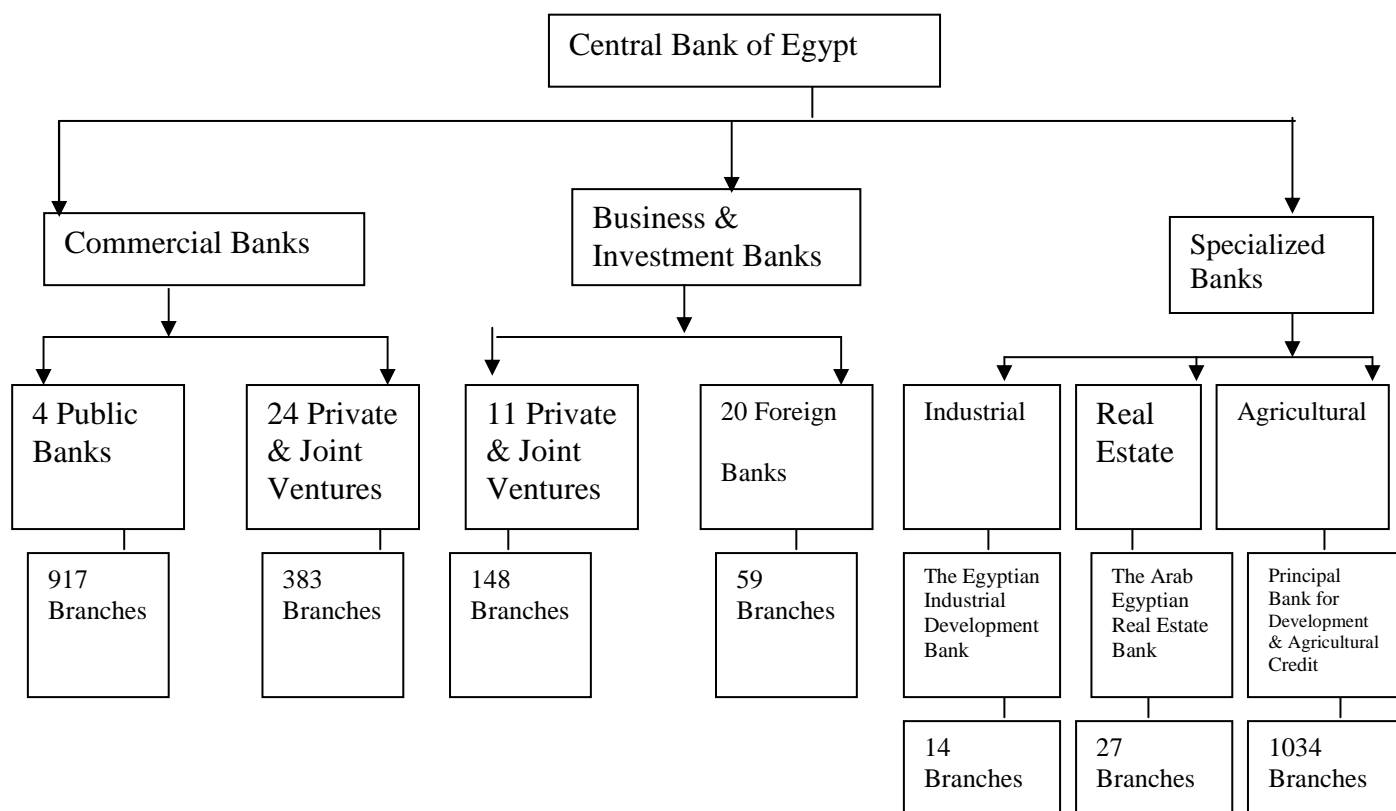 Central Bank of Egypt
Commercial Banks
Business &
Investment Banks
Specialized
Banks
4 Public
Banks
24 Private
& Joint
Ventures
11 Private
& Joint
Ventures
20 Foreign
Banks
Industrial
Real
Estate
Agricultural
917
Branches
383
Branches
148
Branches
59
Branches
The Egyptian
Industrial
Development
Bank
The Arab
Egyptian
Real Estate
Bank
Principal
Bank for
Development
& Agricultural
Credit
14
Branches
27
Branches
1034
Branches